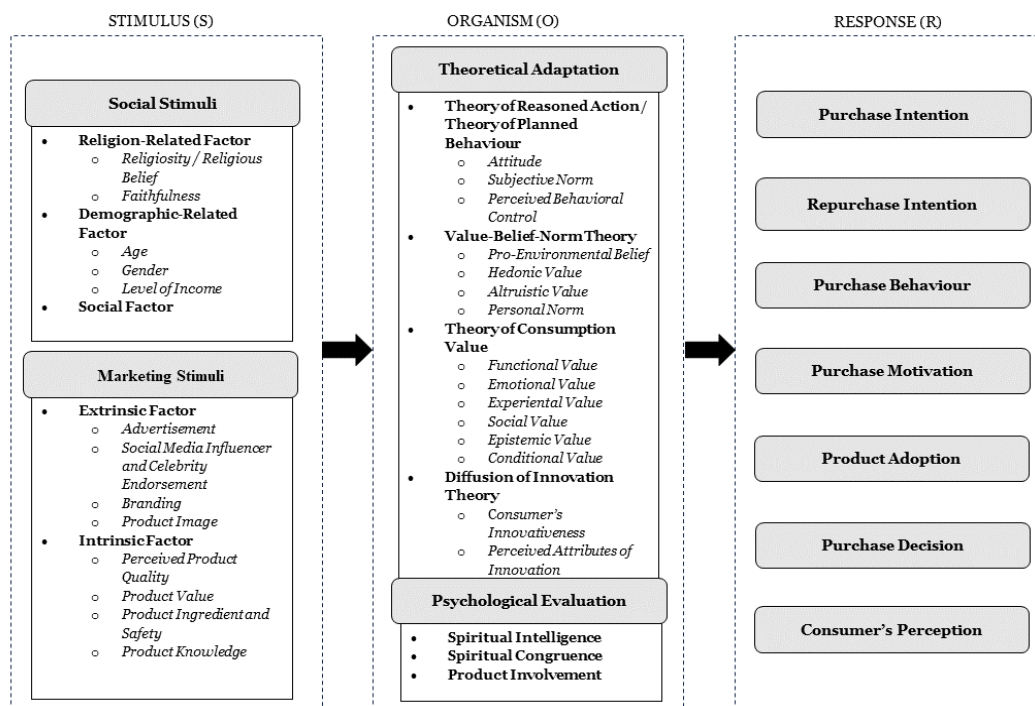 STIMULUS (S)
Social Stimuli
• Religion-Related Factor
o Religiosity / Religious
Belief
o Faithfulness
• Demographic-Related
Factor
o Age
o Gender
o Level of Income
• Social Factor
Marketing Stimuli
• Extrinsic Factor
o Advertisement
o Social Media Influencer
and Celebrity
Endorsement
o Branding
o Product Image
• Intrinsic Factor
o Perceived Product
Quality
o Product Value
o Product Ingredient and
Safety
o Product Knowledge
ORGANISM (O)
Theoretical Adaptation
• Theory of Reasoned Action /
Theory of Planned
Behaviour
o Attitude
o Subjective Norm
o Perceived Behavioral
Control
• Value-Belief-Norm Theory
o Pro-Environmental Belief
o Hedonic Value
o Altruistic Value
o Personal Norm
• Theory of Consumption
Value
o Functional Value
o Emotional Value
o Experiental Value
o Social Value
o Epistemic Value
o Conditional Value
• Diffusion of Innovation
Theory
o Consumer's
Innovativeness
o Perceived Attributes of
Innovation
Psychological Evaluation
• Spiritual Intelligence
• Spiritual Congruence
• Product Involvement
RESPONSE (R)
Purchase Intention
Repurchase Intention
Purchase Behaviour
Purchase Motivation
Product Adoption
Purchase Decision
Consumer's Perception